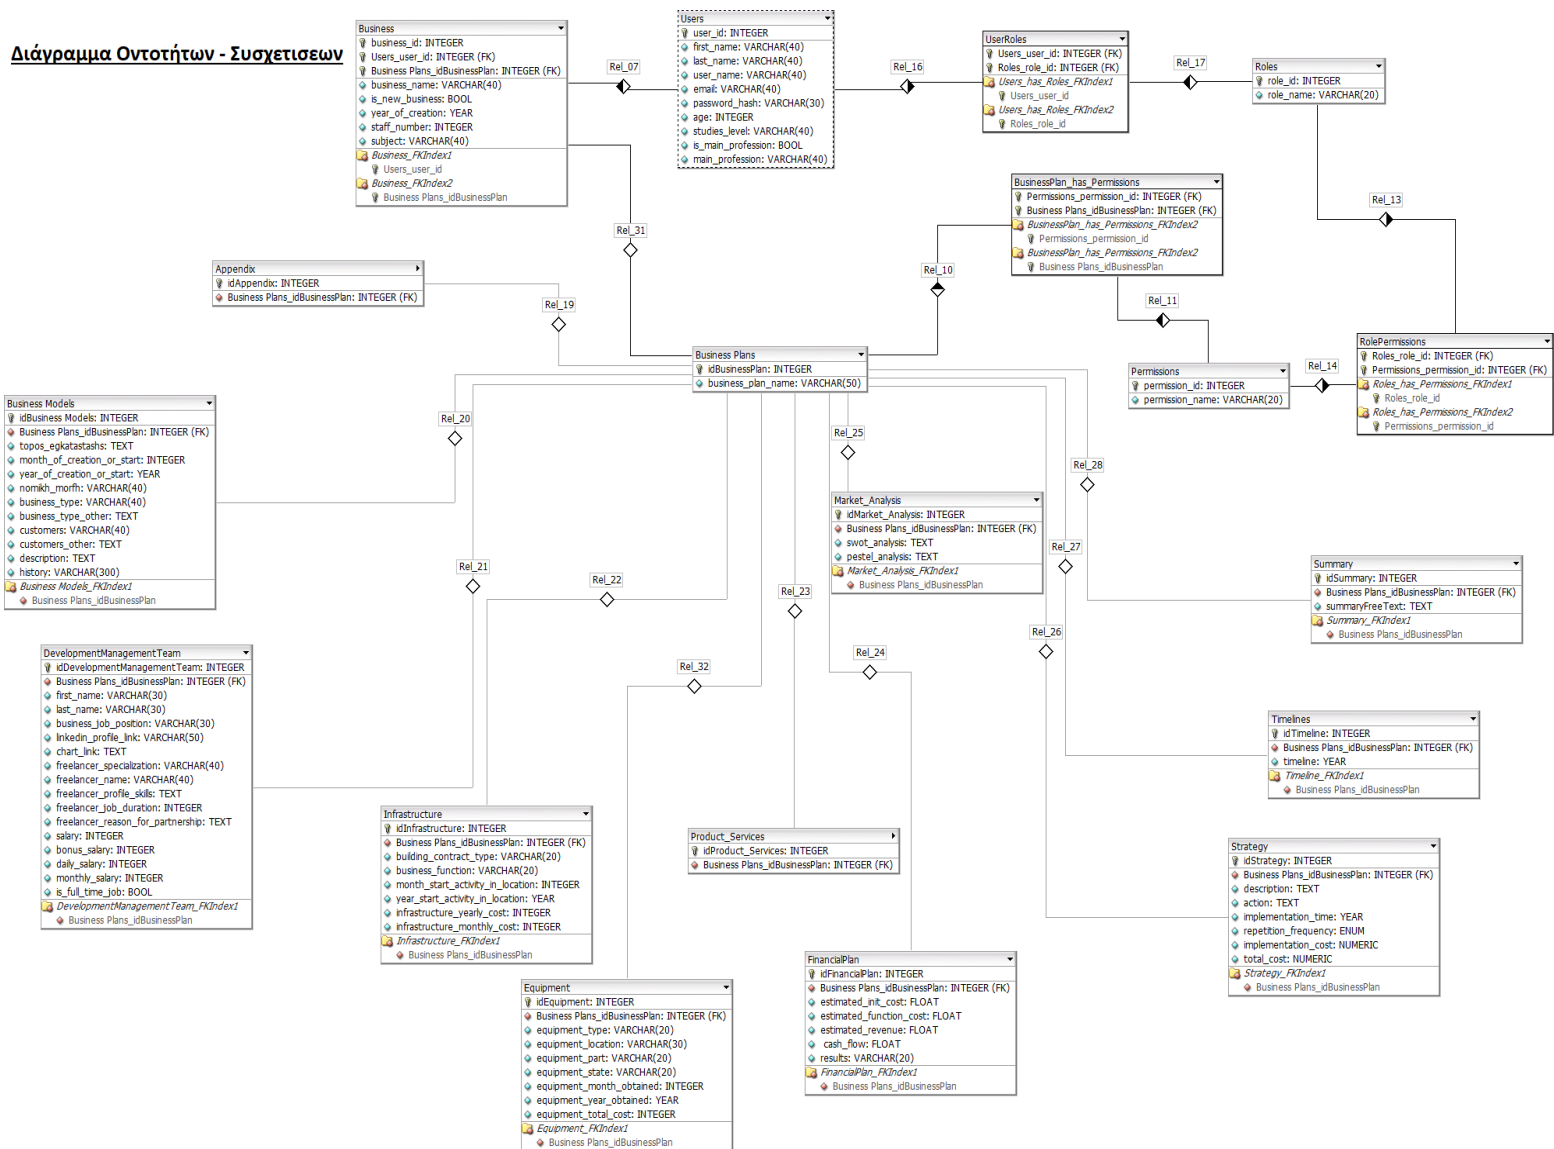 Διάγραμμα Οντοτήτων - Συσχετισεων
Business
business_id: INTEGER
Users_user_id: INTEGER (FK)
Business Plans_idBusinessPlan: INTEGER (FK)
business_name: VARCHAR(40)
is_new_business: BOOL
year_of_creation: YEAR
staff_number: INTEGER
subject: VARCHAR(40)
Business_FKIndex1
Users_user_id
Business_FKIndex2
Business Plans_idBusinessPlan
Rel_07
Users
user_id: INTEGER
first_name: VARCHAR(40)
last_name: VARCHAR(40)
user_name: VARCHAR(40)
email: VARCHAR(40)
password_hash: VARCHAR(30)
age: INTEGER
studies_level: VARCHAR(40)
is_main_profession: BOOL
main_profession: VARCHAR(40)
Rel_16
UserRoles
Users_user_id: INTEGER (FK)
Roles_role_id: INTEGER (FK)
Users_has_Roles_FKIndex1
Users_user_id
Users_has_Roles_FKIndex2
Roles_role_id
Rel_17
Roles
role_id: INTEGER
role_name: VARCHAR(20)
BusinessPlan_has_Permissions
Permissions_permission_id: INTEGER (FK)
Business Plans_idBusinessPlan: INTEGER (FK)
BusinessPlan_has_Permissions_FKIndex2
Permissions_permission_id
BusinessPlan_has_Permissions_FKIndex2
Business Plans_idBusinessPlan
Rel_13
Rel_31
Rel_10
Rel_11
Appendix
idAppendix: INTEGER
Business Plans_idBusinessPlan: INTEGER (FK)
Rel_19
Business Plans
idBusinessPlan: INTEGER
business_plan_name: VARCHAR(50)
Permissions
permission_id: INTEGER
permission_name: VARCHAR(20)
Rel_14
RolePermissions
Roles_role_id: INTEGER (FK)
Permissions_permission_id: INTEGER (FK)
Roles_has_Permissions_FKIndex1
Roles_role_id
Roles_has_Permissions_FKIndex2
Permissions_permission_id
Business Models
idBusiness Models: INTEGER
Business Plans_idBusinessPlan: INTEGER (FK)
topos_egkatastashs: TEXT
month_of_creation_or_start: INTEGER
year_of_creation_or_start: YEAR
nomikh_morfh: VARCHAR(40)
business_type: VARCHAR(40)
business_type_other: TEXT
customers: VARCHAR(40)
customers_other: TEXT
description: TEXT
history: VARCHAR(300)
Business Models_FKIndex1
Business Plans_idBusinessPlan
Rel_20
Rel_25
Rel_28
Market_Analysis
idMarket_Analysis: INTEGER
Business Plans_idBusinessPlan: INTEGER (FK)
swot_analysis: TEXT
pestel_analysis: TEXT
Market_Analysis_FKIndex1
Business Plans_idBusinessPlan
Rel_27
Rel_21
Rel_22
Rel_23
Rel_26
Rel_24
Rel_32
Summary
idSummary: INTEGER
Business Plans_idBusinessPlan: INTEGER (FK)
summaryFreeText: TEXT
Summary_FKIndex1
Business Plans_idBusinessPlan
DevelopmentManagementTeam
idDevelopmentManagementTeam: INTEGER
Business Plans_idBusinessPlan: INTEGER (FK)
first_name: VARCHAR(30)
last_name: VARCHAR(30)
business_job_position: VARCHAR(30)
linkedin_profile_link: VARCHAR(50)
chart_link: TEXT
freelancer_specialization: VARCHAR(40)
freelancer_name: VARCHAR(40)
freelancer_profile_skills: TEXT
freelancer_job_duration: INTEGER
freelancer_reason_for_partnership: TEXT
salary: INTEGER
bonus_salary: INTEGER
daily_salary: INTEGER
monthly_salary: INTEGER
is_full_time_job: BOOL
DevelopmentManagementTeam_FKIndex1
Business Plans_idBusinessPlan
Timelines
idTimeline: INTEGER
Business Plans_idBusinessPlan: INTEGER (FK)
timeline: YEAR
Timeline_FKIndex1
Business Plans_idBusinessPlan
Infrastructure
idInfrastructure: INTEGER
Business Plans_idBusinessPlan: INTEGER (FK)
building_contract_type: VARCHAR(20)
business_function: VARCHAR(20)
month_start_activity_in_location: INTEGER
year_start_activity_in_location: YEAR
infrastructure_yearly_cost: INTEGER
infrastructure_monthly_cost: INTEGER
Infrastructure_FKIndex1
Business Plans_idBusinessPlan
Product_Services
idProduct_Services: INTEGER
Business Plans_idBusinessPlan: INTEGER (FK)
Strategy
idStrategy: INTEGER
Business Plans_idBusinessPlan: INTEGER (FK)
description: TEXT
action: TEXT
implementation_time: YEAR
repetition_frequency: ENUM
implementation_cost: NUMERIC
total_cost: NUMERIC
Strategy_FKIndex1
Business Plans_idBusinessPlan
FinancialPlan
idFinancialPlan: INTEGER
Business Plans_idBusinessPlan: INTEGER (FK)
estimated_init_cost: FLOAT
estimated_function_cost: FLOAT
estimated_revenue: FLOAT
cash_flow: FLOAT
results: VARCHAR(20)
FinancialPlan_FKIndex1
Business Plans_idBusinessPlan
Equipment
idEquipment: INTEGER
Business Plans_idBusinessPlan: INTEGER (FK)
equipment_type: VARCHAR(20)
equipment_location: VARCHAR(30)
equipment_part: VARCHAR(20)
equipment_state: VARCHAR(20)
equipment_month_obtained: INTEGER
equipment_year_obtained: YEAR
equipment_total_cost: INTEGER
Equipment_FKIndex1
Business Plans_idBusinessPlan